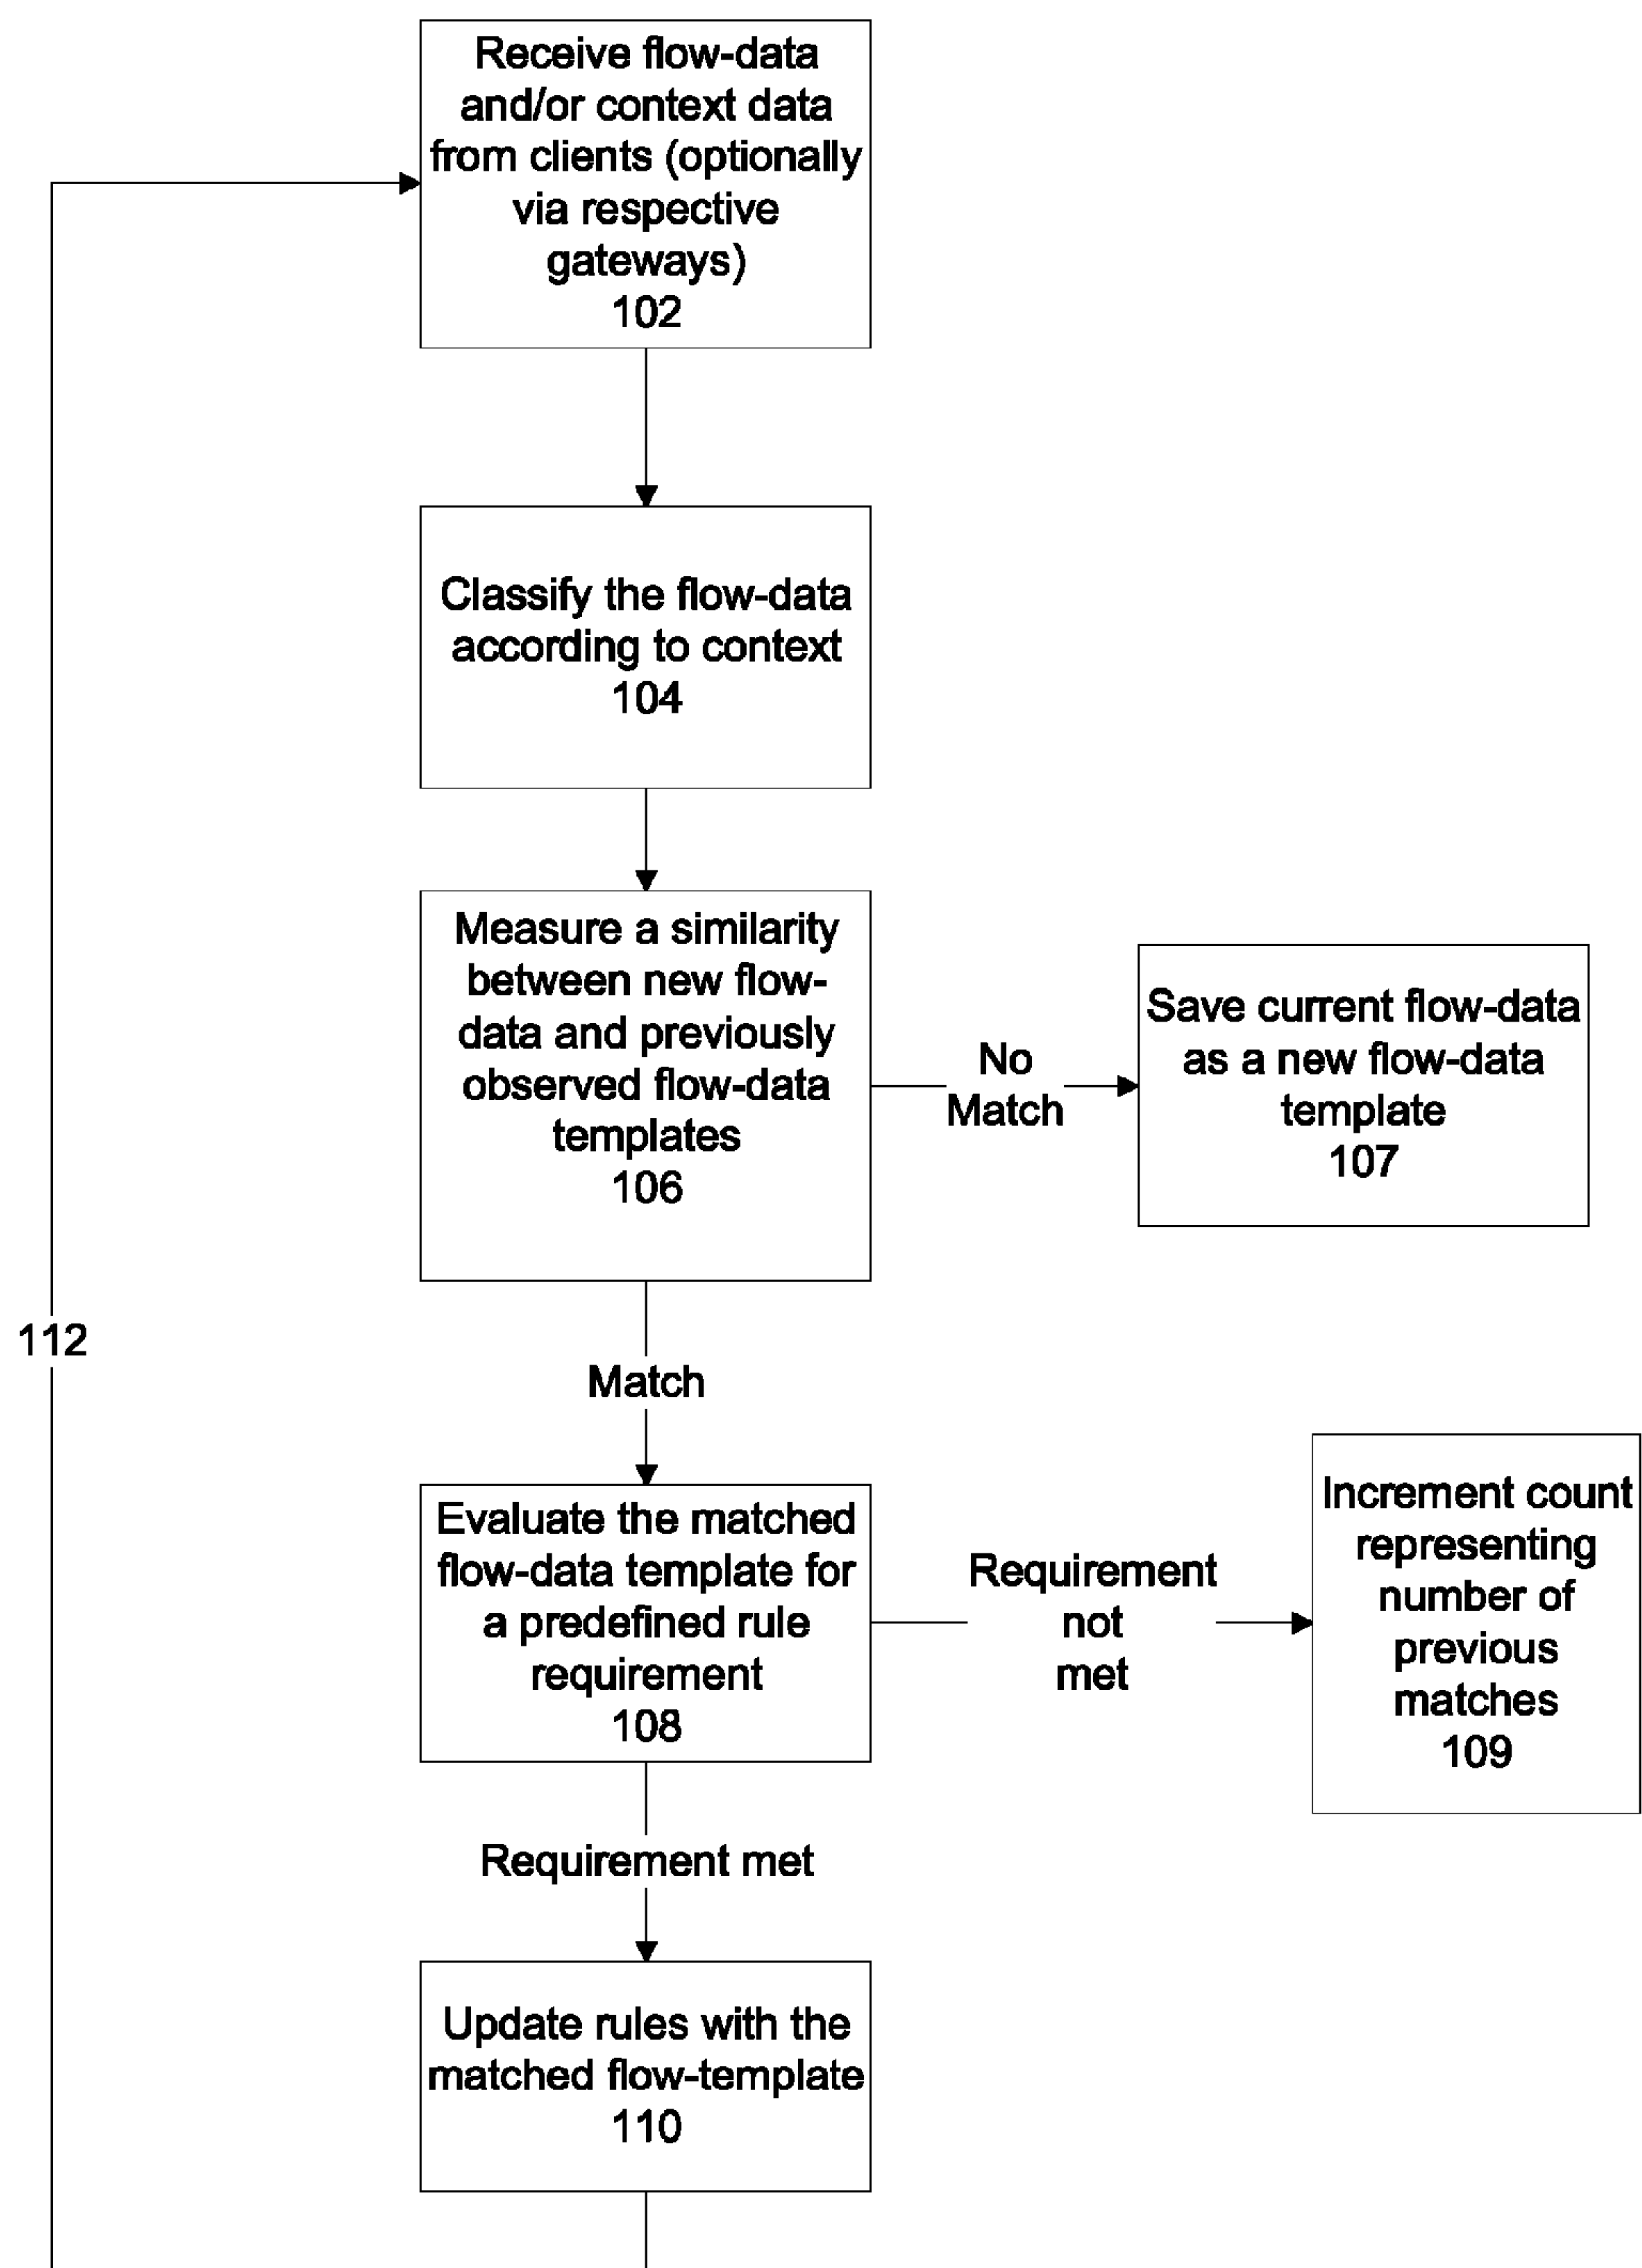 Receive flow-data
and/or context data
from clients (optionally
via respective
gateways)
102
Classify the flow-data
according to context
104
Measure a similarity
between new flow-
data and previously
observed flow-data
templates
106
No
Match
Save current flow-data
as a new flow-data
template
107
112
Match
Evaluate the matched
flow-data template for
a predefined rule
requirement
108
Requirement
not
met
Increment count
representing
number of
previous
matches
109
Requirement met
Update rules with the
matched flow-template
110